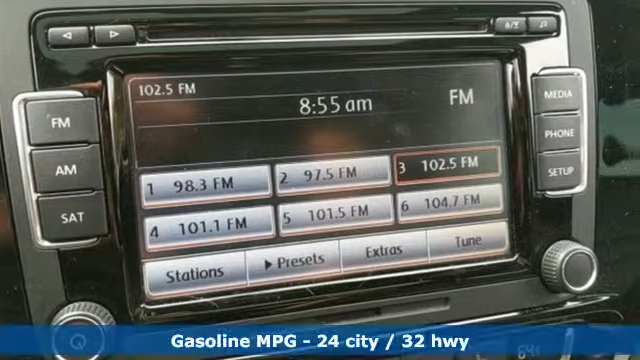 102.5 FM
8:55 am
FM
FM
AM
SAT
MEDIA
PHONE
SETUP
1 98.3 FM
2 97.5 FM
3 102.5 FM
4 101.1 FM
5 101.5 FM
6 104.7 FM
Stations
Presets
Extras
Tune
Gasoline MPG - 24 city / 32 hwy